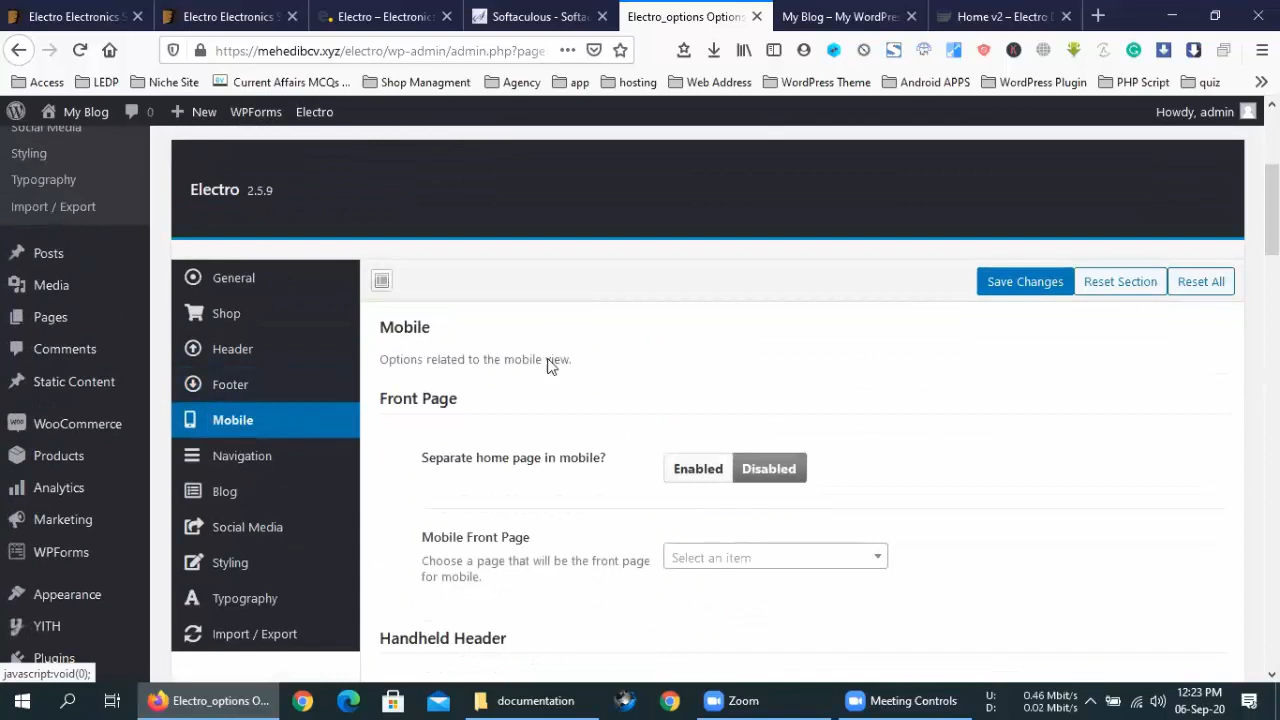 Electro Electronics S
Electro Electronics
Electro – Electronic
Softaculous - Softa
Electro_options Options
My Blog – My WordPre
Home v2 – Electro D
https://mehedibcv.xyz/electro/wp-admin/admin.php?page
Access
LEDP
Niche Site
Current Affairs MCQs ...
Shop Managment
Agency
app
hosting
Web Address
WordPress Theme
Android APPS
WordPress Plugin
PHP Script
quiz
My Blog
0
New
WPForms
Electro
Howdy, admin
Social Media
Styling
Typography
Import / Export
Posts
Media
Pages
Comments
Static Content
WooCommerce
Products
Analytics
Marketing
WPForms
Appearance
YITH
Plugins
javascript:void(0);
Electro 2.5.9
General
Shop
Header
Footer
Mobile
Navigation
Blog
Social Media
Styling
Typography
Import / Export
Save Changes
Reset Section
Reset All
Mobile
Options related to the mobile view.
Front Page
Separate home page in mobile?
Enabled
Disabled
Mobile Front Page
Choose a page that will be the front page
for mobile.
Select an item
Handheld Header
Electro_options O...
documentation
Zoom
Meeting Controls
U: 0.46 Mbit/s
D: 0.02 Mbit/s
12:23 PM
06-Sep-20